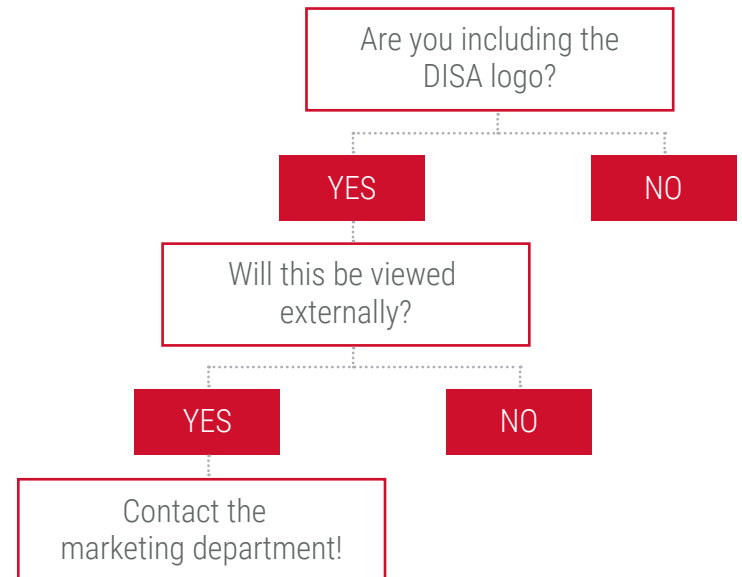 Are you including the
DISA logo?
YES
NO
Will this be viewed
externally?
YES
NO
Contact the
marketing department!